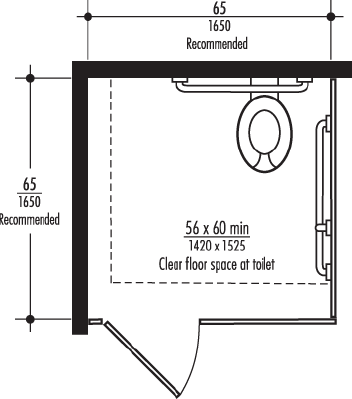 65
1650
Recommended
65
1650
Recommended
56 x 60 min
1420 x 1525
Clear floor space at toilet